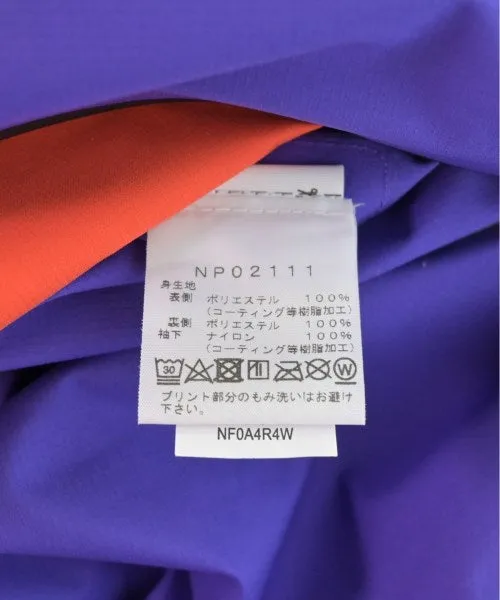 NP02111
身生地
表側 ポリエステル 100%
(コーティング等樹脂加工)
裏側 ポリエステル 100%
袖下 ナイロン 100%
(コーティング等樹脂加工)
30 W
プリント部分のもみ洗いはお避け
下さい。
NF0A4R4W